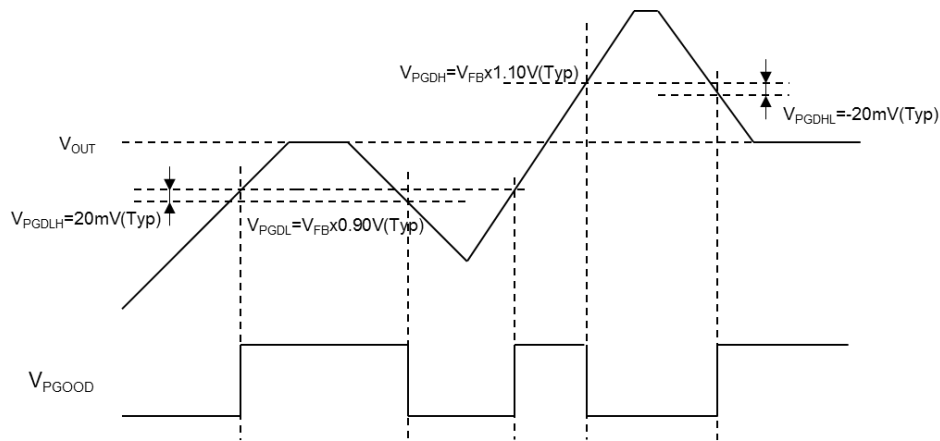 V_PGDH=V_FBx1.10V(Typ)
V_PGDHL=-20mV(Typ)
V_OUT
V_PGDLH=20mV(Typ)
V_PGDL=V_FBx0.90V(Typ)
V_PGOOD